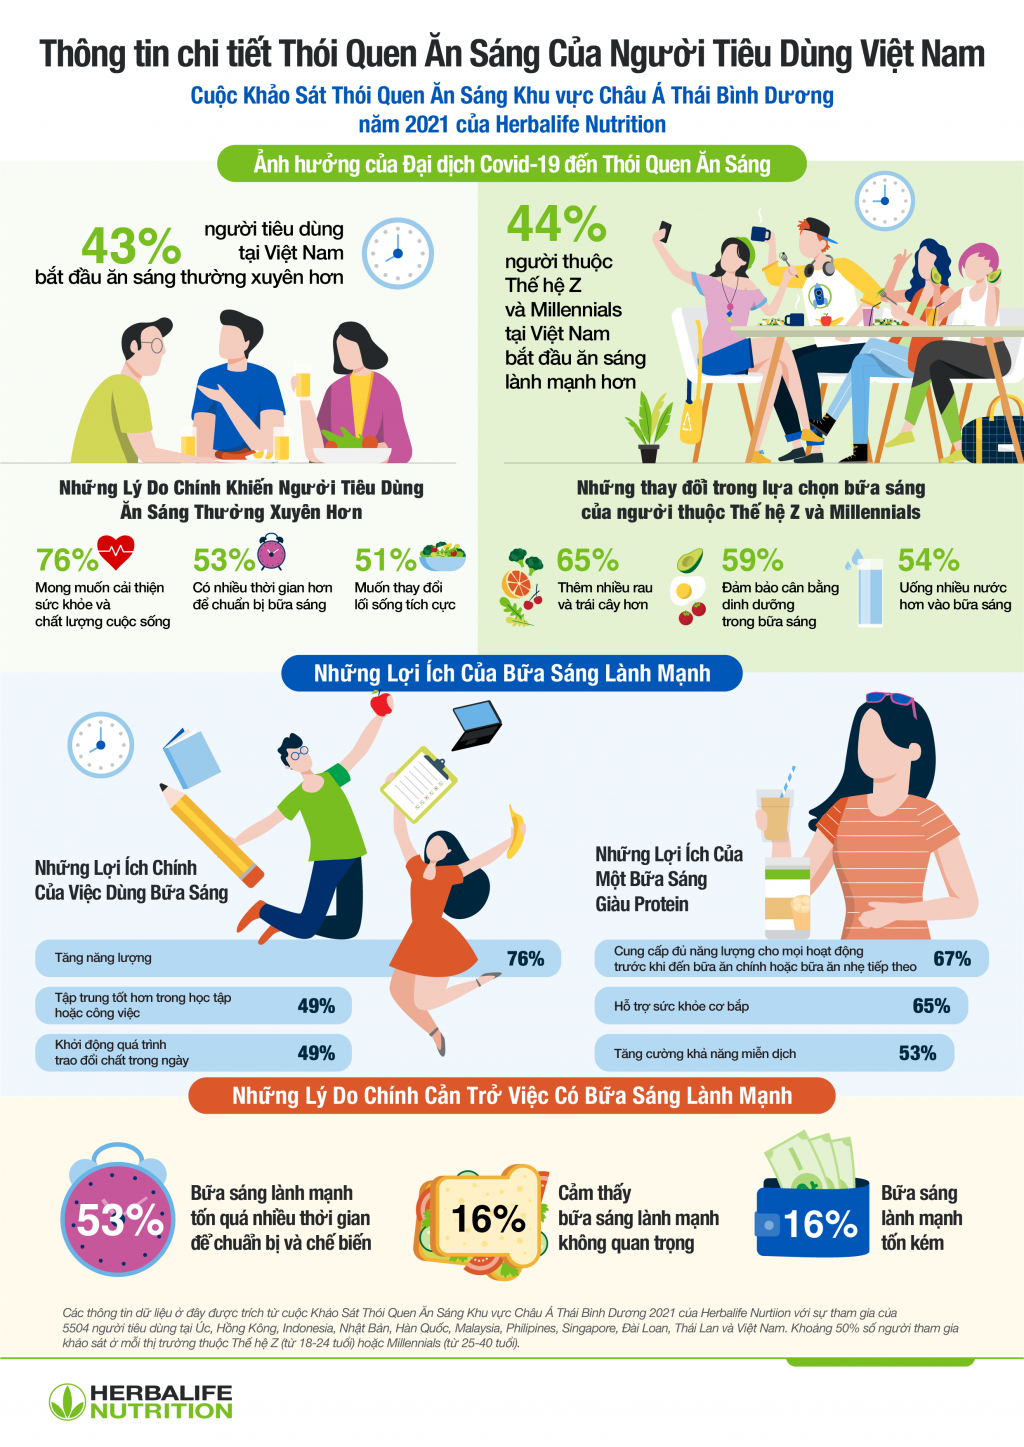 Thông tin chi tiết Thói Quen Ăn Sáng Của Người Tiêu Dùng Việt Nam
Cuộc Khảo Sát Thói Quen Ăn Sáng Khu vực Châu Á Thái Bình Dương
năm 2021 của Herbalife Nutrition
Ảnh hưởng của Đại dịch Covid-19 đến Thói Quen Ăn Sáng
43%
người tiêu dùng
tại Việt Nam
bắt đầu ăn sáng thường xuyên hơn
44%
người thuộc
Thế hệ Z
và Millennials
tại Việt Nam
bắt đầu ăn sáng
lành mạnh hơn
Những Lý Do Chính Khiến Người Tiêu Dùng
Ăn Sáng Thường Xuyên Hơn
76%
Mong muốn cải thiện
sức khỏe và
chất lượng cuộc sống
53%
Có nhiều thời gian hơn
để chuẩn bị bữa sáng
51%
Muốn thay đổi
lối sống tích cực
Những thay đổi trong lựa chọn bữa sáng
của người thuộc Thế hệ Z và Millennials
65%
Thêm nhiều rau
và trái cây hơn
59%
Đảm bảo cân bằng
dinh dưỡng
trong bữa sáng
54%
Uống nhiều nước
hơn vào bữa sáng
Những Lợi Ích Của Bữa Sáng Lành Mạnh
Những Lợi Ích Chính
Của Việc Dùng Bữa Sáng
Tăng năng lượng
76%
Tập trung tốt hơn trong học tập
hoặc công việc
49%
Khởi động quá trình
trao đổi chất trong ngày
49%
Những Lợi Ích Của
Một Bữa Sáng
Giàu Protein
Cung cấp đủ năng lượng cho mọi hoạt động
trước khi đến bữa ăn chính hoặc bữa ăn nhẹ tiếp theo
67%
Hỗ trợ sức khỏe cơ bắp
65%
Tăng cường khả năng miễn dịch
53%
Những Lý Do Chính Cản Trở Việc Có Bữa Sáng Lành Mạnh
53%
Bữa sáng lành mạnh
tốn quá nhiều thời gian
để chuẩn bị và chế biến
16%
Cảm thấy
bữa sáng lành mạnh
không quan trọng
16%
Bữa sáng
lành mạnh
tốn kém
Các thông tin dữ liệu ở đây được trích từ cuộc Khảo Sát Thói Quen Ăn Sáng Khu vực Châu Á Thái Bình Dương 2021 của Herbalife Nurtiion với sự tham gia của
5504 người tiêu dùng tại Úc, Hồng Kông, Indonesia, Nhật Bản, Hàn Quốc, Malaysia, Philipines, Singapore, Đài Loan, Thái Lan và Việt Nam. Khoảng 50% số người tham gia
khảo sát ở mỗi thị trường thuộc Thế hệ Z (từ 18-24 tuổi) hoặc Millennials (từ 25-40 tuổi).
HERBALIFE
NUTRITION